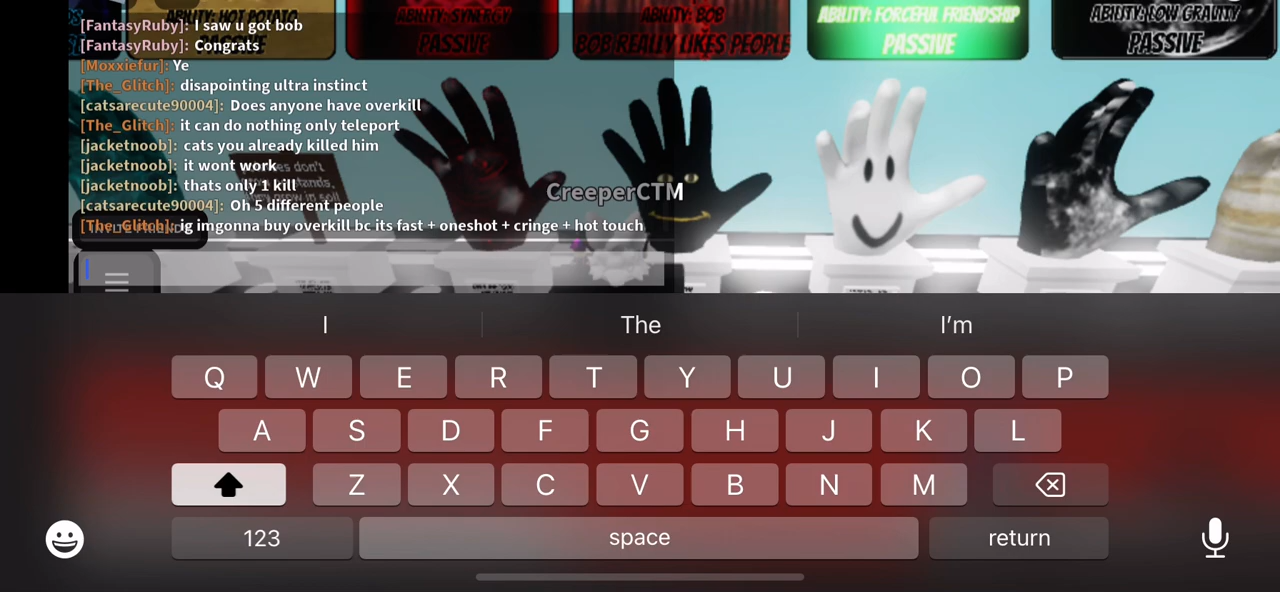 ABILITY: HOT POTATO
PASSIVE
ABILITY: SYNERGY
PASSIVE
ABILITY: BOB
BOB REALLY LIKES PEOPLE
ABILITY: FORCEFUL FRIENDSHIP
PASSIVE
ABILITY: LOW GRAVITY
PASSIVE
[FantasyRuby]: I saw u got bob
[FantasyRuby]: Congrats
[Moxxiefur]: Ye
[The_Glitch]: disapointing ultra instinct
[catsarecute90004]: Does anyone have overkill
[The_Glitch]: it can do nothing only teleport
[jacketnoob]: cats you already killed him
[jacketnoob]: it wont work
[jacketnoob]: thats only 1 kill
[catsarecute90004]: Oh 5 different people
[The_Glitch]: ig imgonna buy overkill bc its fast + oneshot + cringe + hot touch
CreeperCTM
I The I'm
Q W E R T Y U I O P
A S D F G H J K L
Z X C V B N M
123 space return